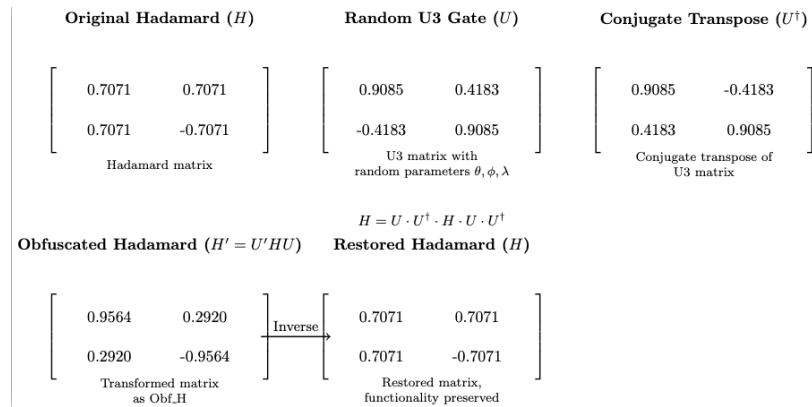 Original Hadamard (H) Random U3 Gate (U) Conjugate Transpose (U†)
0.7071 0.7071 0.9085 0.4183 0.9085 -0.4183
0.7071 -0.7071 -0.4183 0.9085 0.4183 0.9085
Hadamard matrix
U3 matrix with
random parameters θ, ϕ, λ
Conjugate transpose of
U3 matrix
H = U · U† · H · U · U†
Obfuscated Hadamard (H′ = U′HU) Restored Hadamard (H)
0.9564 0.2920 0.7071 0.7071
Inverse
0.2920 -0.9564 0.7071 -0.7071
Transformed matrix
as Obf_H
Restored matrix,
functionality preserved